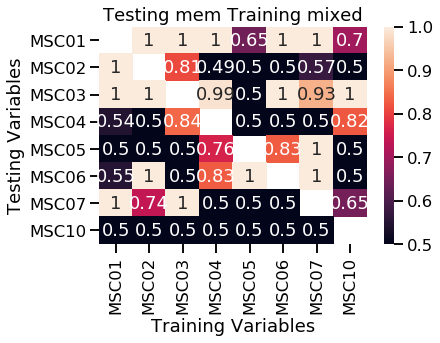 Testing mem Training mixed
MSC01 1 1 1 0.65 1 1 0.7
MSC02 1 0.81 0.49 0.5 0.5 0.57 0.5
MSC03 1 1 0.99 0.5 1 0.93 1
MSC04 0.54 0.5 0.84 0.5 0.5 0.5 0.82
MSC05 0.5 0.5 0.5 0.76 0.83 1 0.5
MSC06 0.55 1 0.5 0.83 1 1 0.5
MSC07 1 0.74 1 0.5 0.5 0.5 0.65
MSC10 0.5 0.5 0.5 0.5 0.5 0.5 0.5
Testing Variables
MSC01 MSC02 MSC03 MSC04 MSC05 MSC06 MSC07 MSC10
Training Variables
1.0
0.9
0.8
0.7
0.6
0.5